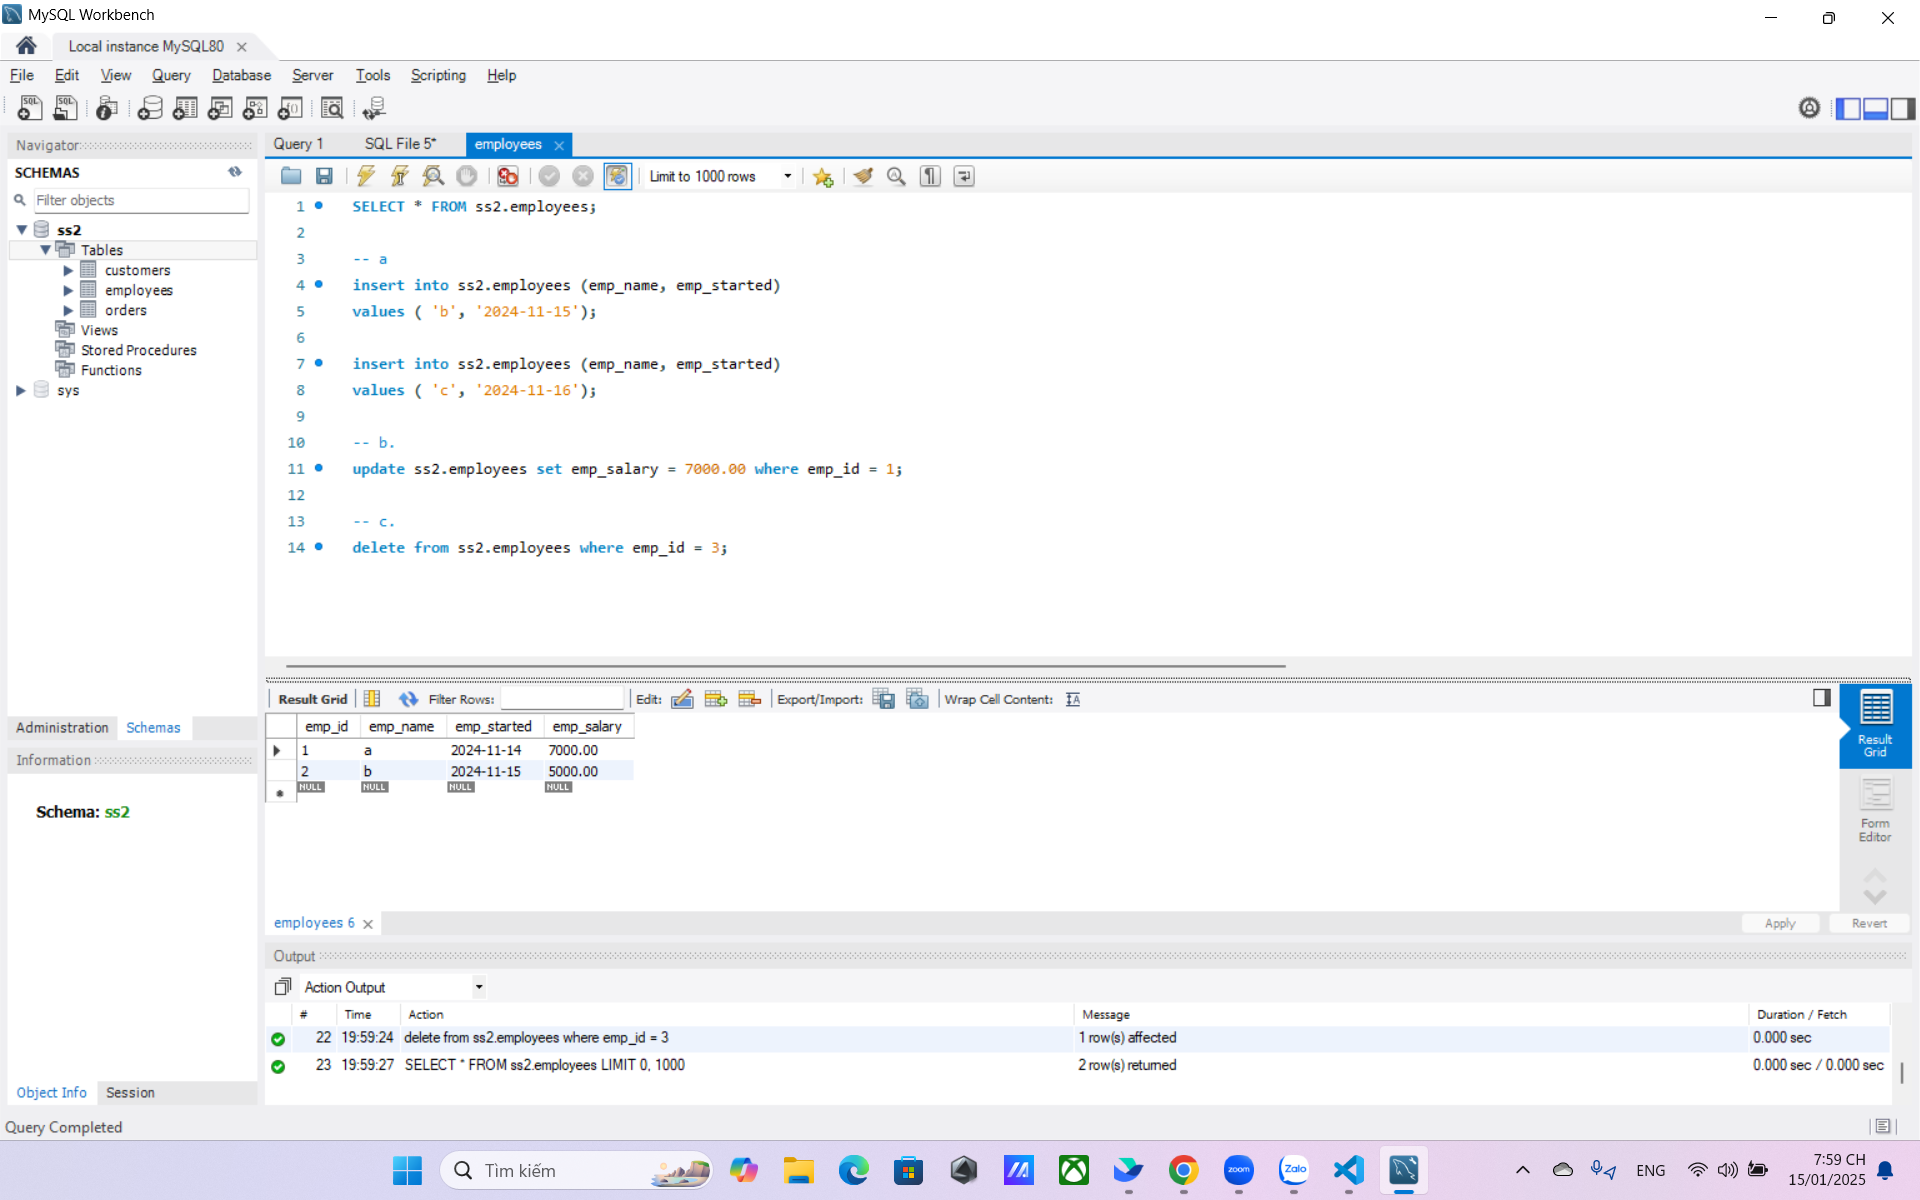 MySQL Workbench
Local instance MySQL80
File Edit View Query Database Server Tools Scripting Help
Navigator
SCHEMAS
Filter objects
ss2
Tables
customers
employees
orders
Views
Stored Procedures
Functions
sys
Administration Schemas
Information
Schema: ss2
Object Info Session
Query 1 SQL File 5* employees
Limit to 1000 rows
1 SELECT * FROM ss2.employees;
2
3 -- a
4 insert into ss2.employees (emp_name, emp_started)
5 values ( 'b', '2024-11-15');
6
7 insert into ss2.employees (emp_name, emp_started)
8 values ( 'c', '2024-11-16');
9
10 -- b.
11 update ss2.employees set emp_salary = 7000.00 where emp_id = 1;
12
13 -- c.
14 delete from ss2.employees where emp_id = 3;
Result Grid Filter Rows: Edit: Export/Import: Wrap Cell Content:
emp_id emp_name emp_started emp_salary
1 a 2024-11-14 7000.00
2 b 2024-11-15 5000.00
NULL NULL NULL NULL
Result Grid
Form Editor
employees 6
Apply Revert
Output
Action Output
# Time Action Message Duration / Fetch
22 19:59:24 delete from ss2.employees where emp_id = 3 1 row(s) affected 0.000 sec
23 19:59:27 SELECT * FROM ss2.employees LIMIT 0, 1000 2 row(s) returned 0.000 sec / 0.000 sec
Query Completed
Tìm kiếm
zoom
Zalo
ENG
7:59 CH
15/01/2025